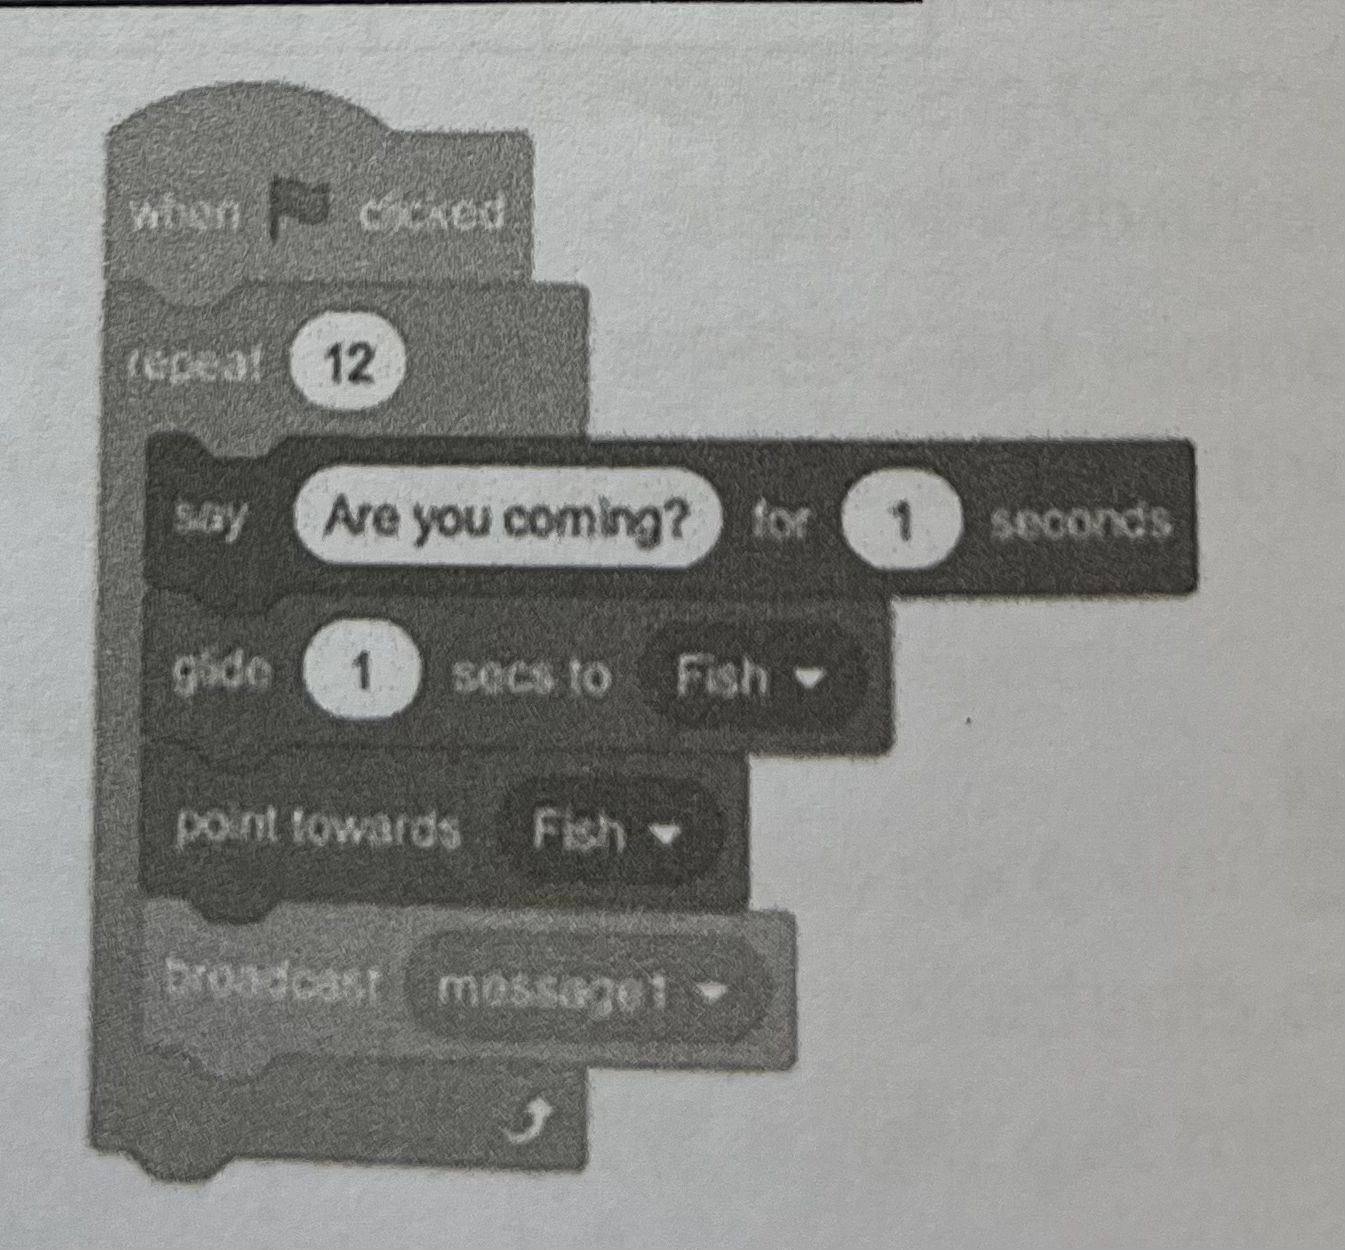 when clicked
repeat 12
say Are you coming? for 1 seconds
glide 1 secs to Fish
point towards Fish
broadcast message1